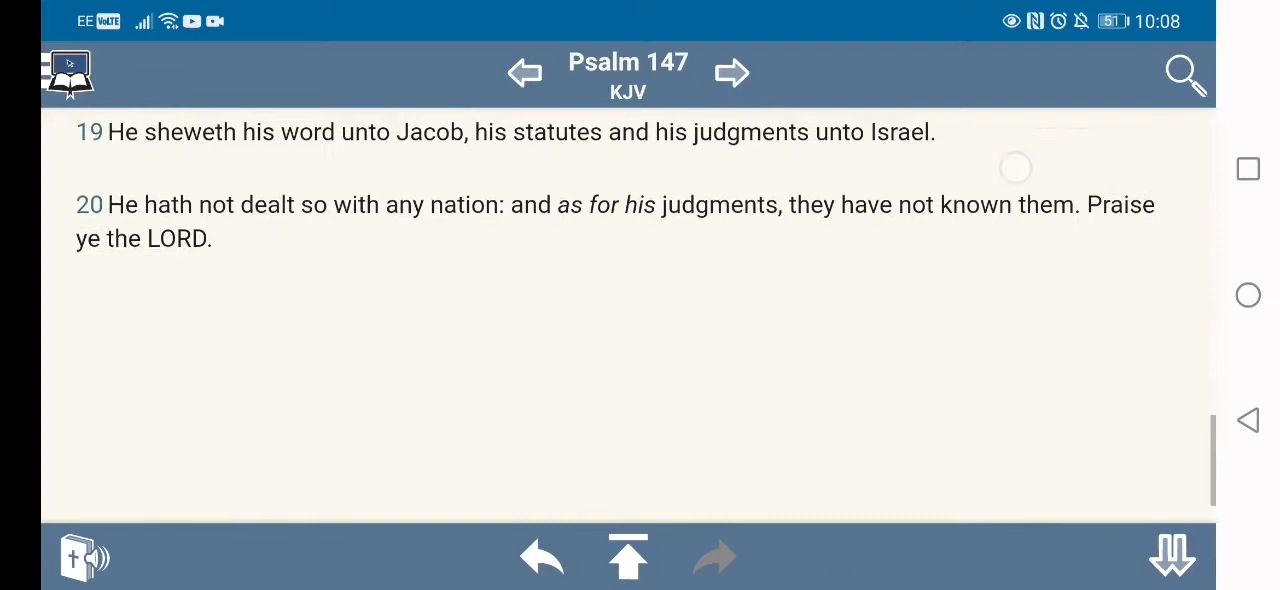 EE VoLTE 51 10:08
Psalm 147
KJV
19 He sheweth his word unto Jacob, his statutes and his judgments unto Israel.
20 He hath not dealt so with any nation: and as for his judgments, they have not known them. Praise
ye the LORD.